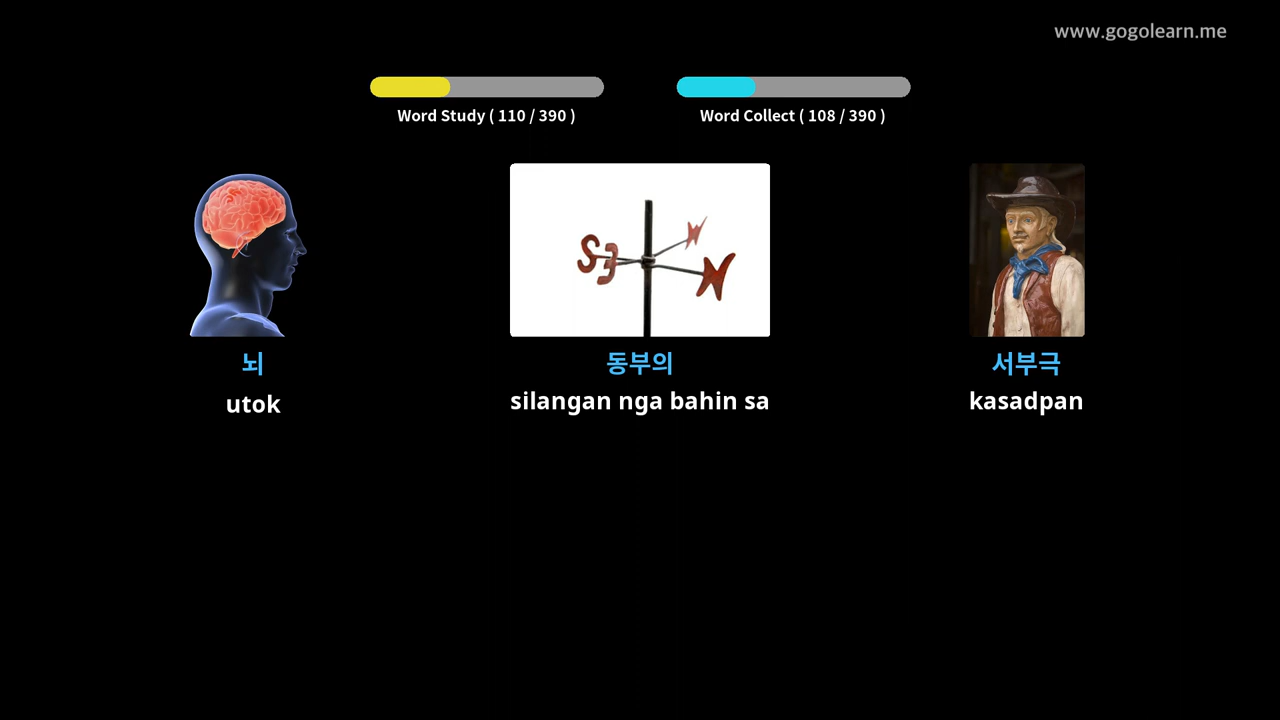 www.gogolearn.me
Word Study ( 110 / 390 )
Word Collect ( 108 / 390 )
S E N W
뇌
utok
동부의
silangan nga bahin sa
서부극
kasadpan